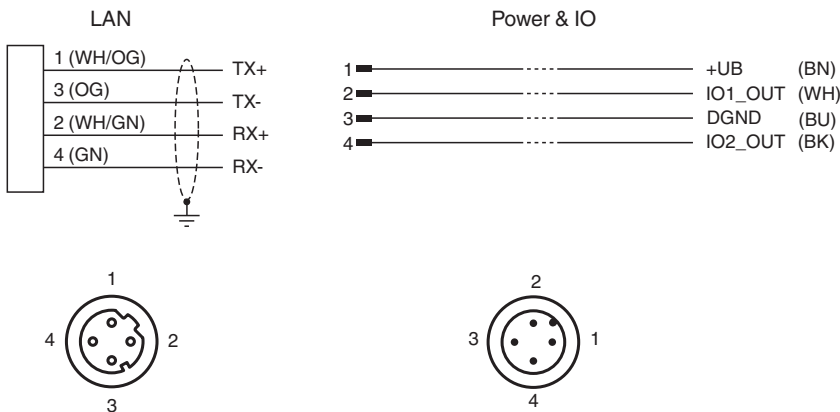 LAN
1 (WH/OG)
TX+
3 (OG)
TX-
2 (WH/GN)
RX+
4 (GN)
RX-
Power & IO
1
+UB (BN)
2
IO1_OUT (WH)
3
DGND (BU)
4
IO2_OUT (BK)
1
4
2
3
2
3
1
4